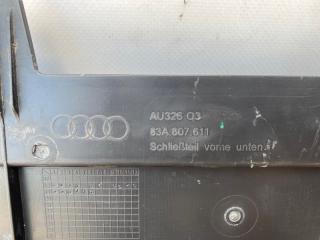 AU326 Q3
83A.807.611
Schließteil vorne unten